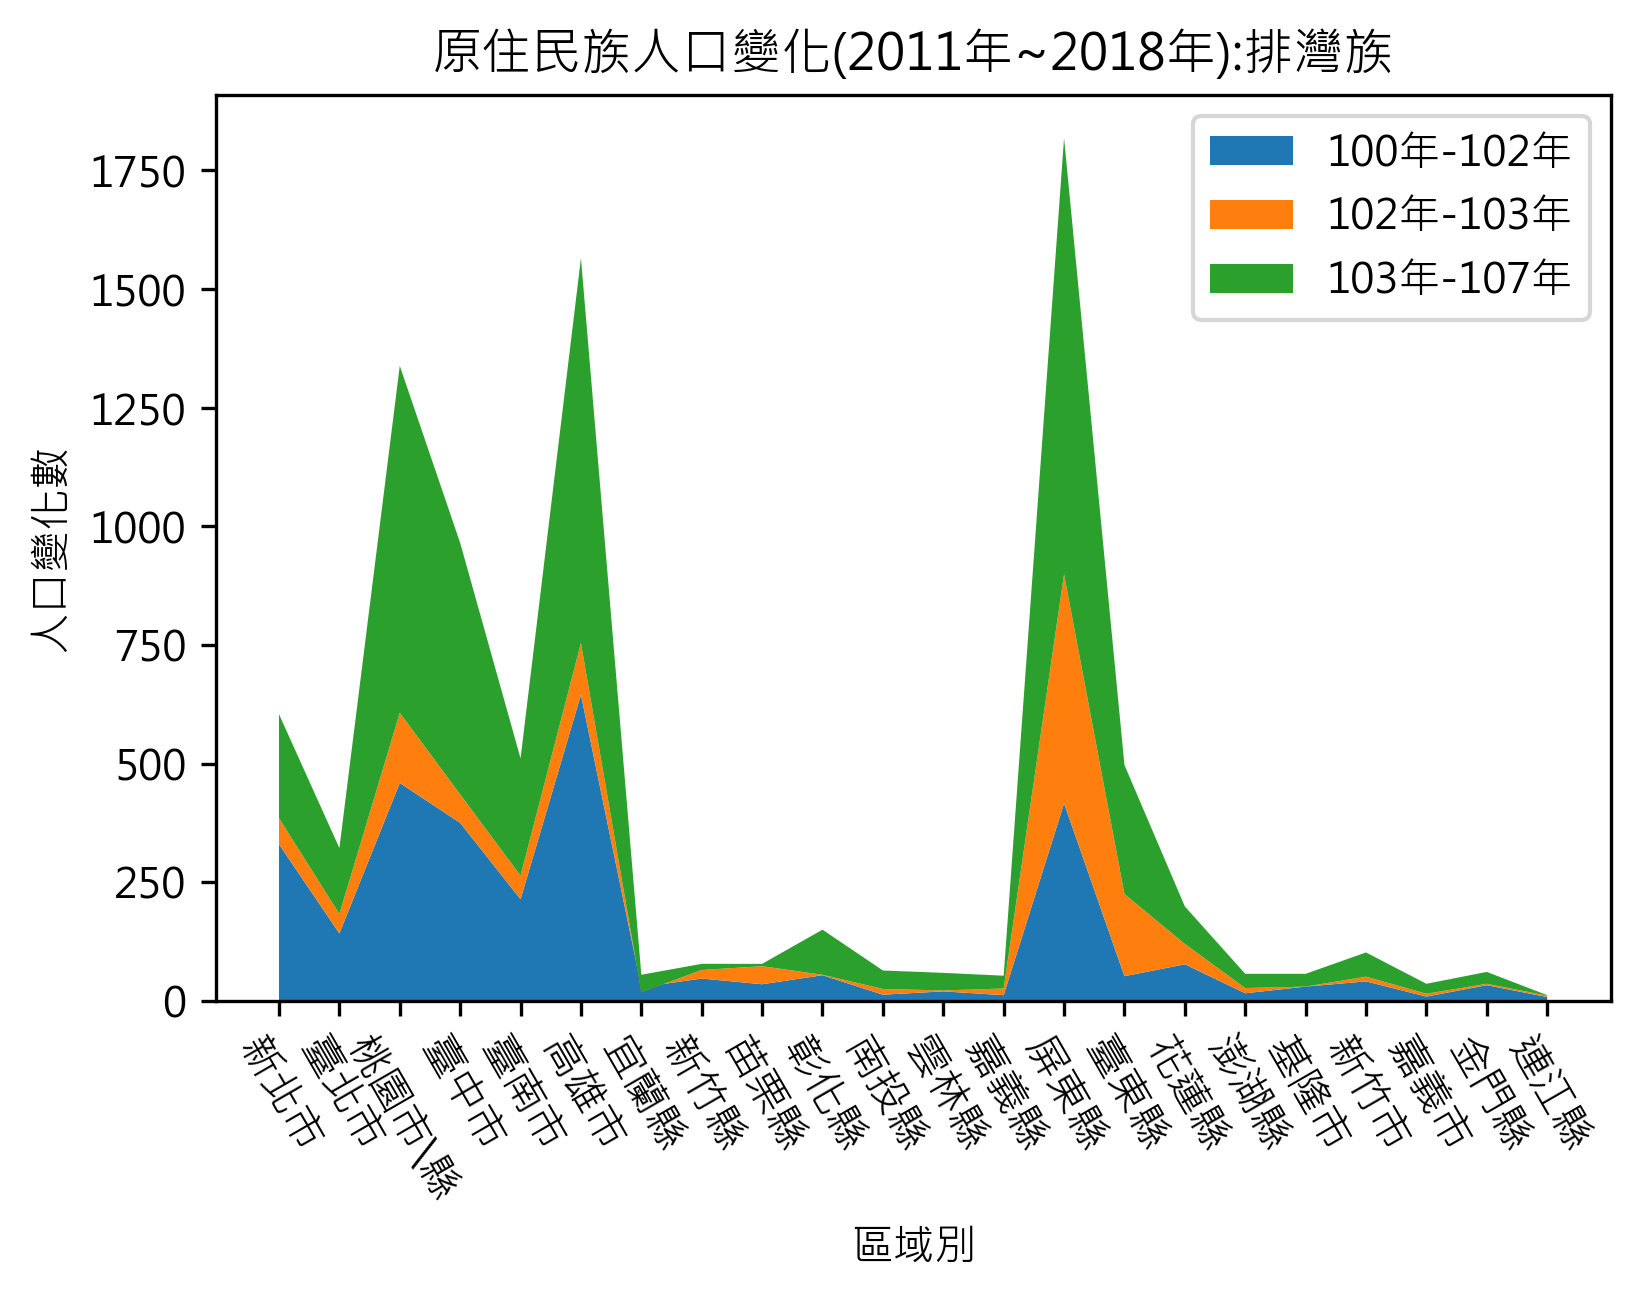 原住民族人口變化(2011年~2018年):排灣族
100年-102年
102年-103年
103年-107年
人口變化數
1750
1500
1250
1000
750
500
250
0
新北市
臺北市
桃園市\縣
臺中市
臺南市
高雄市
宜蘭縣
新竹縣
苗栗縣
彰化縣
南投縣
雲林縣
嘉義縣
屏東縣
臺東縣
花蓮縣
澎湖縣
基隆市
新竹市
嘉義市
金門縣
連江縣
區域別